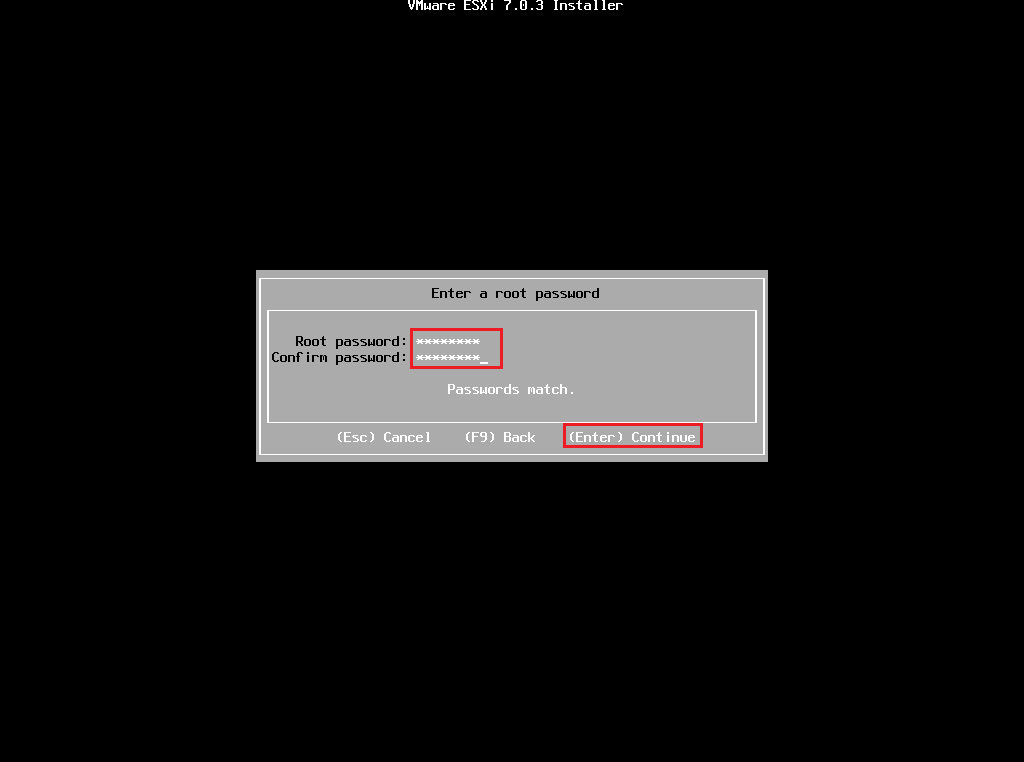 VMware ESXi 7.0.3 Installer
Enter a root password
Root password: ********
Confirm password: ********_
Passwords match.
(Esc) Cancel (F9) Back (Enter) Continue